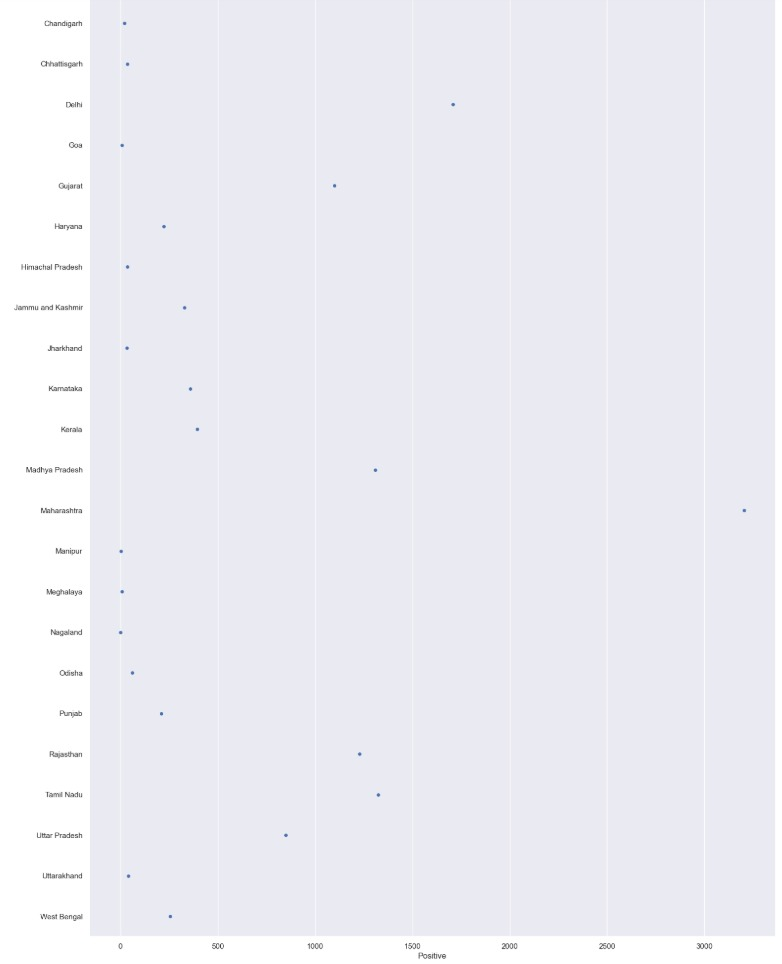 Chandigarh
Chhattisgarh
Delhi
Goa
Gujarat
Haryana
Himachal Pradesh
Jammu and Kashmir
Jharkhand
Karnataka
Kerala
Madhya Pradesh
Maharashtra
Manipur
Meghalaya
Nagaland
Odisha
Punjab
Rajasthan
Tamil Nadu
Uttar Pradesh
Uttarakhand
West Bengal
0 500 1000 1500 2000 2500 3000
Positive